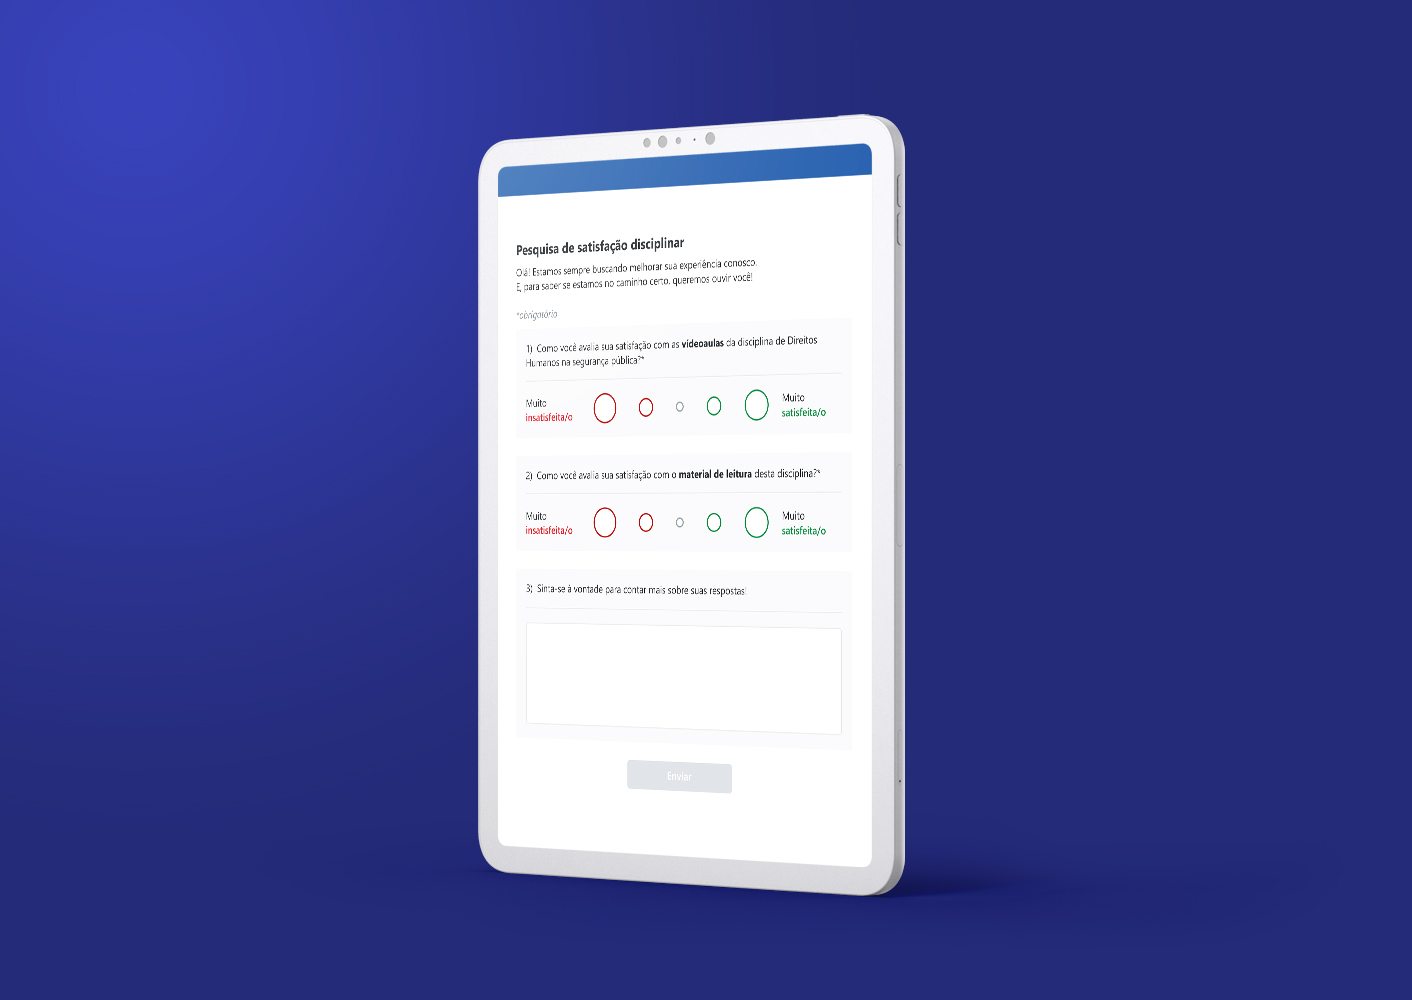 Pesquisa de satisfação disciplinar
Olá! Estamos sempre buscando melhorar sua experiência conosco.
E, para saber se estamos no caminho certo, queremos ouvir você!
*obrigatório
1) Como você avalia sua satisfação com as videoaulas da disciplina de Direitos
Humanos na segurança pública?*
Muito
insatisfeita/o
Muito
satisfeita/o
2) Como você avalia sua satisfação com o material de leitura desta disciplina?*
Muito
insatisfeita/o
Muito
satisfeita/o
3) Sinta-se à vontade para contar mais sobre suas respostas!
Enviar